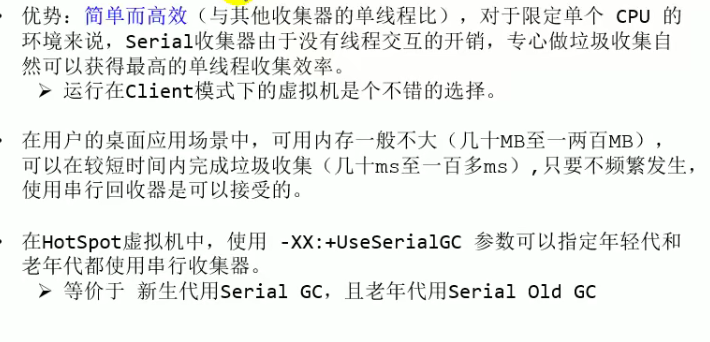 • 优势：简单而高效（与其他收集器的单线程比），对于限定单个 CPU 的
环境来说，Serial收集器由于没有线程交互的开销，专心做垃圾收集自
然可以获得最高的单线程收集效率。
➢ 运行在Client模式下的虚拟机是个不错的选择。
• 在用户的桌面应用场景中，可用内存一般不大（几十MB至一两百MB），
可以在较短时间内完成垃圾收集（几十ms至一百多ms）,只要不频繁发生，
使用串行回收器是可以接受的。
• 在HotSpot虚拟机中，使用 -XX:+UseSerialGC 参数可以指定年轻代和
老年代都使用串行收集器。
➢ 等价于 新生代用Serial GC，且老年代用Serial Old GC